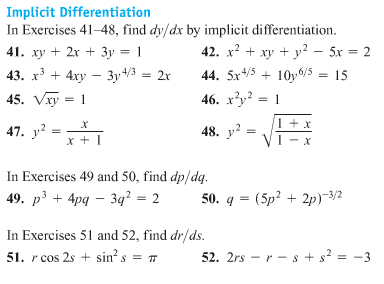 Implicit Differentiation
In Exercises 41–48, find dy/dx by implicit differentiation.
41. xy + 2x + 3y = 1 42. x² + xy + y² − 5x = 2
43. x³ + 4xy − 3y^(4/3) = 2x 44. 5x^(4/5) + 10y^(6/5) = 15
45. √(xy) = 1 46. x²y² = 1
47. y² = x/(x + 1) 48. y² = √((1 + x)/(1 − x))
In Exercises 49 and 50, find dp/dq.
49. p³ + 4pq − 3q² = 2 50. q = (5p² + 2p)^(−3/2)
In Exercises 51 and 52, find dr/ds.
51. r cos 2s + sin² s = π 52. 2rs − r − s + s² = −3